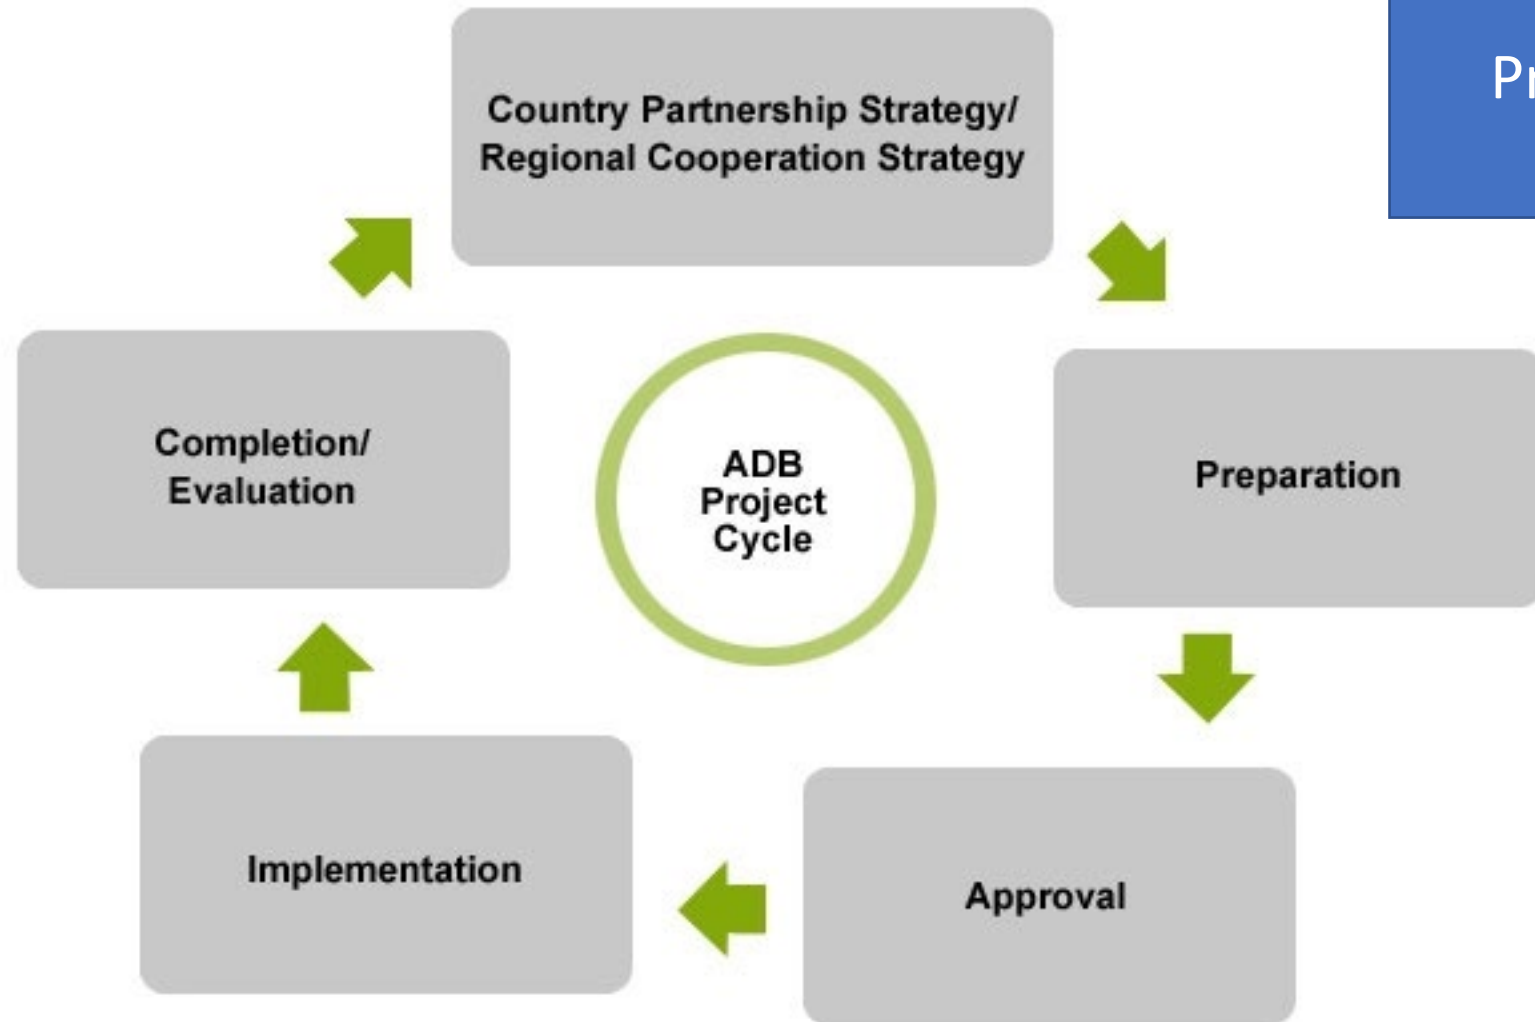 Country Partnership Strategy/
Regional Cooperation Strategy
Completion/
Evaluation
ADB
Project
Cycle
Preparation
Implementation
Approval